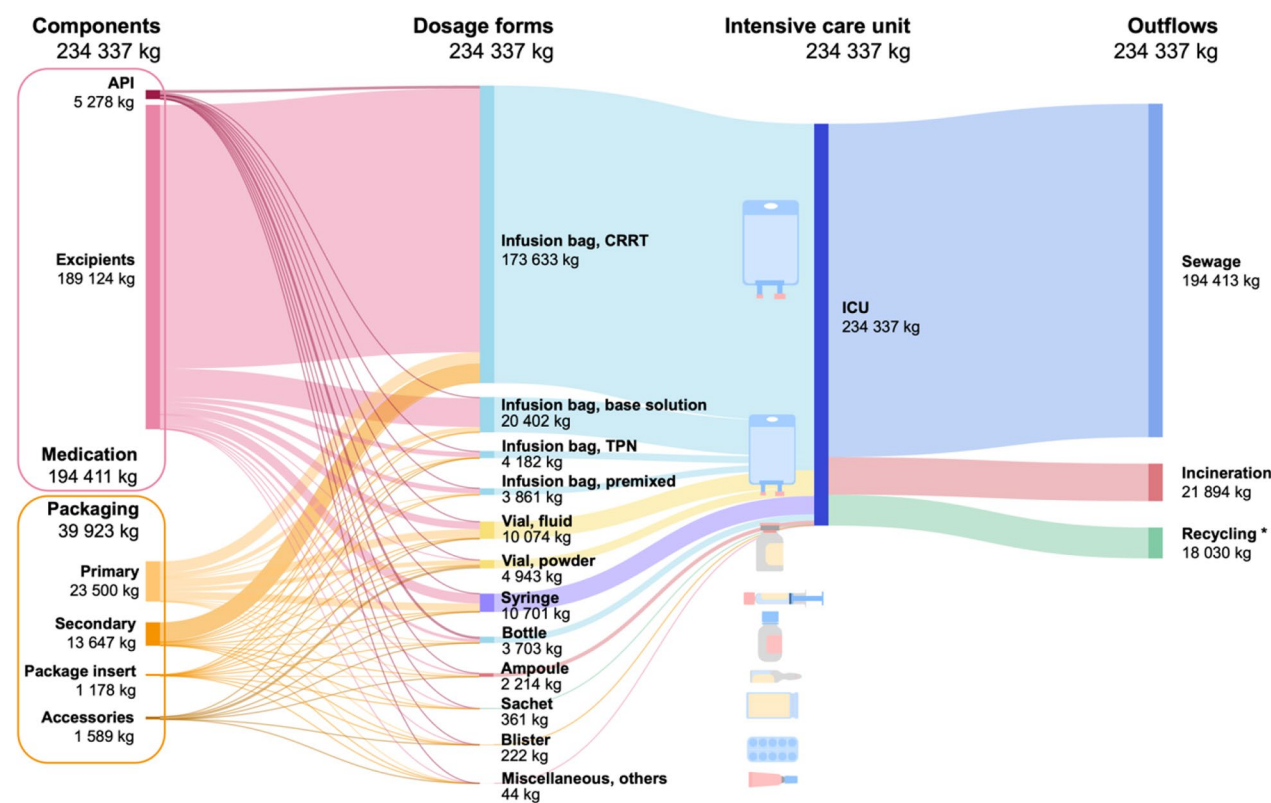 Components
234 337 kg
Dosage forms
234 337 kg
Intensive care unit
234 337 kg
Outflows
234 337 kg
API
5 278 kg
Excipients
189 124 kg
Medication
194 411 kg
Packaging
39 923 kg
Primary
23 500 kg
Secondary
13 647 kg
Package insert
1 178 kg
Accessories
1 589 kg
Infusion bag, CRRT
173 633 kg
Infusion bag, base solution
20 402 kg
Infusion bag, TPN
4 182 kg
Infusion bag, premixed
3 861 kg
Vial, fluid
10 074 kg
Vial, powder
4 943 kg
Syringe
10 701 kg
Bottle
3 703 kg
Ampoule
2 214 kg
Sachet
361 kg
Blister
222 kg
Miscellaneous, others
44 kg
ICU
234 337 kg
Sewage
194 413 kg
Incineration
21 894 kg
Recycling *
18 030 kg